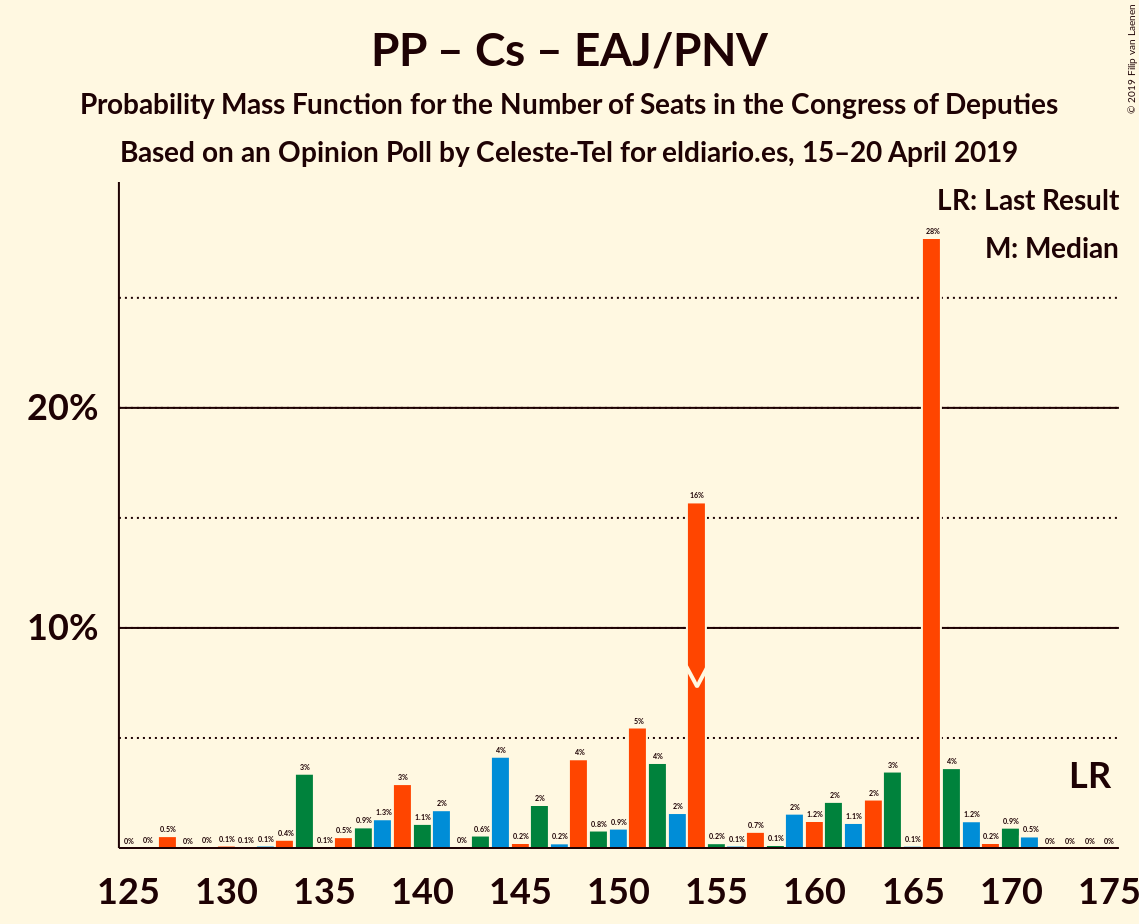 PP – Cs – EAJ/PNV
Probability Mass Function for the Number of Seats in the Congress of Deputies
Based on an Opinion Poll by Celeste-Tel for eldiario.es, 15–20 April 2019
© 2019 Filip van Laenen
LR: Last Result
M: Median
20%
10%
0% 0% 0.5% 0% 0% 0.1% 0.1% 0.1% 0.4% 3% 0.1% 0.5% 0.9% 1.3% 3% 1.1% 2% 0% 0.6% 4% 0.2% 2% 0.2% 4% 0.8% 0.9% 5% 4% 2% 16% 0.2% 0.1% 0.7% 0.1% 2% 1.2% 2% 1.1% 2% 3% 0.1% 28% 4% 1.2% 0.2% 0.9% 0.5% 0% 0% 0% 0%
LR
125 130 135 140 145 150 155 160 165 170 175